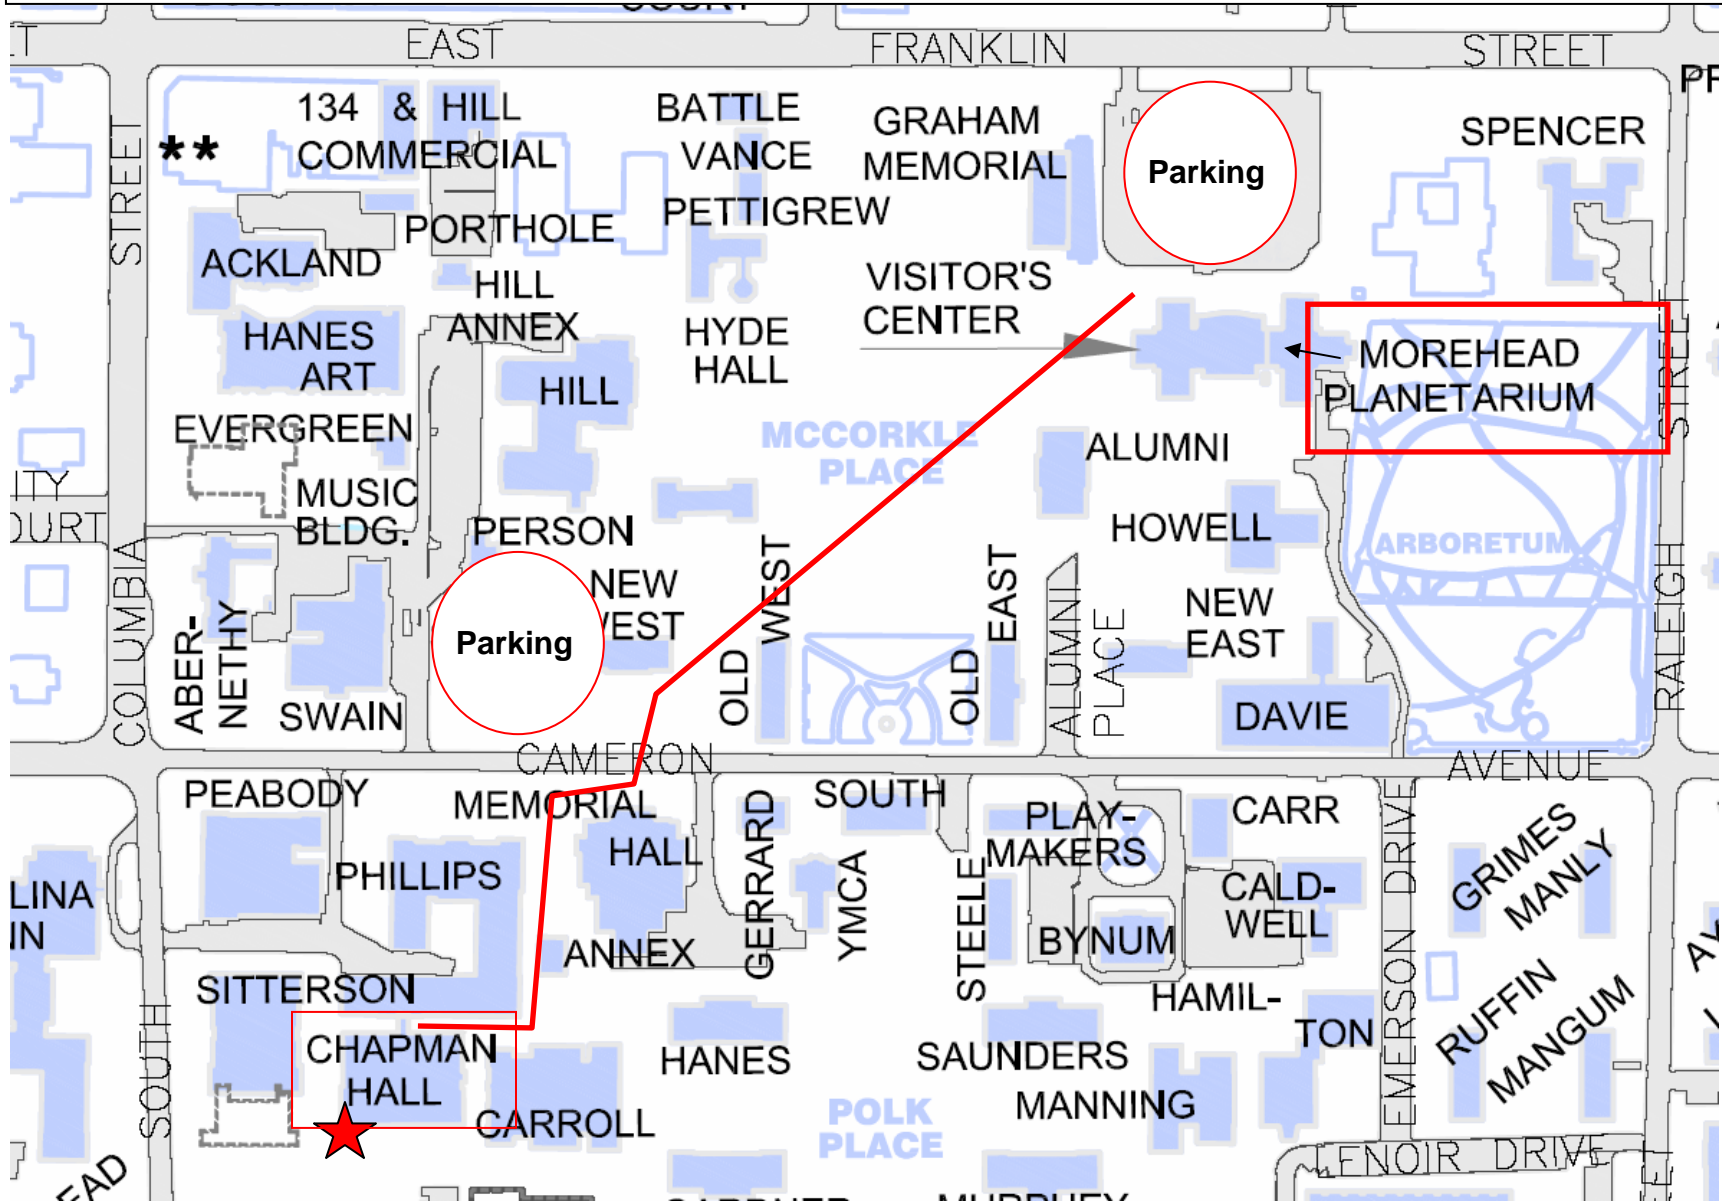 COURT
EAST FRANKLIN STREET
134 & HILL
COMMERCIAL
**
BATTLE
VANCE
PETTIGREW
GRAHAM
MEMORIAL
Parking
SPENCER
STREET
PORTHOLE
ACKLAND
HILL
ANNEX
HANES
ART
HYDE
HALL
VISITOR'S
CENTER
MOREHEAD
PLANETARIUM
STREET
HILL
EVERGREEN
MCCORKLE
PLACE
ALUMNI
MUSIC
BLDG.
PERSON
HOWELL
ARBORETUM
COLUMBIA
ABER-
NETHY
SWAIN
Parking
NEW
WEST
OLD WEST
OLD EAST
ALUMNI
PLACE
NEW
EAST
DAVIE
RALEIGH
CAMERON AVENUE
PEABODY
MEMORIAL
HALL
PHILLIPS
GERRARD
SOUTH
YMCA
PLAY-
MAKERS
STEELE
CARR
CALD-
WELL
BYNUM
EMERSON DRIVE
GRIMES
MANLY
ANNEX
SITTERSON
CHAPMAN
HALL
CARROLL
HANES
SAUNDERS
MANNING
HAMIL-
TON
RUFFIN
MANGUM
SOUTH
POLK
PLACE
LENOIR DRIVE